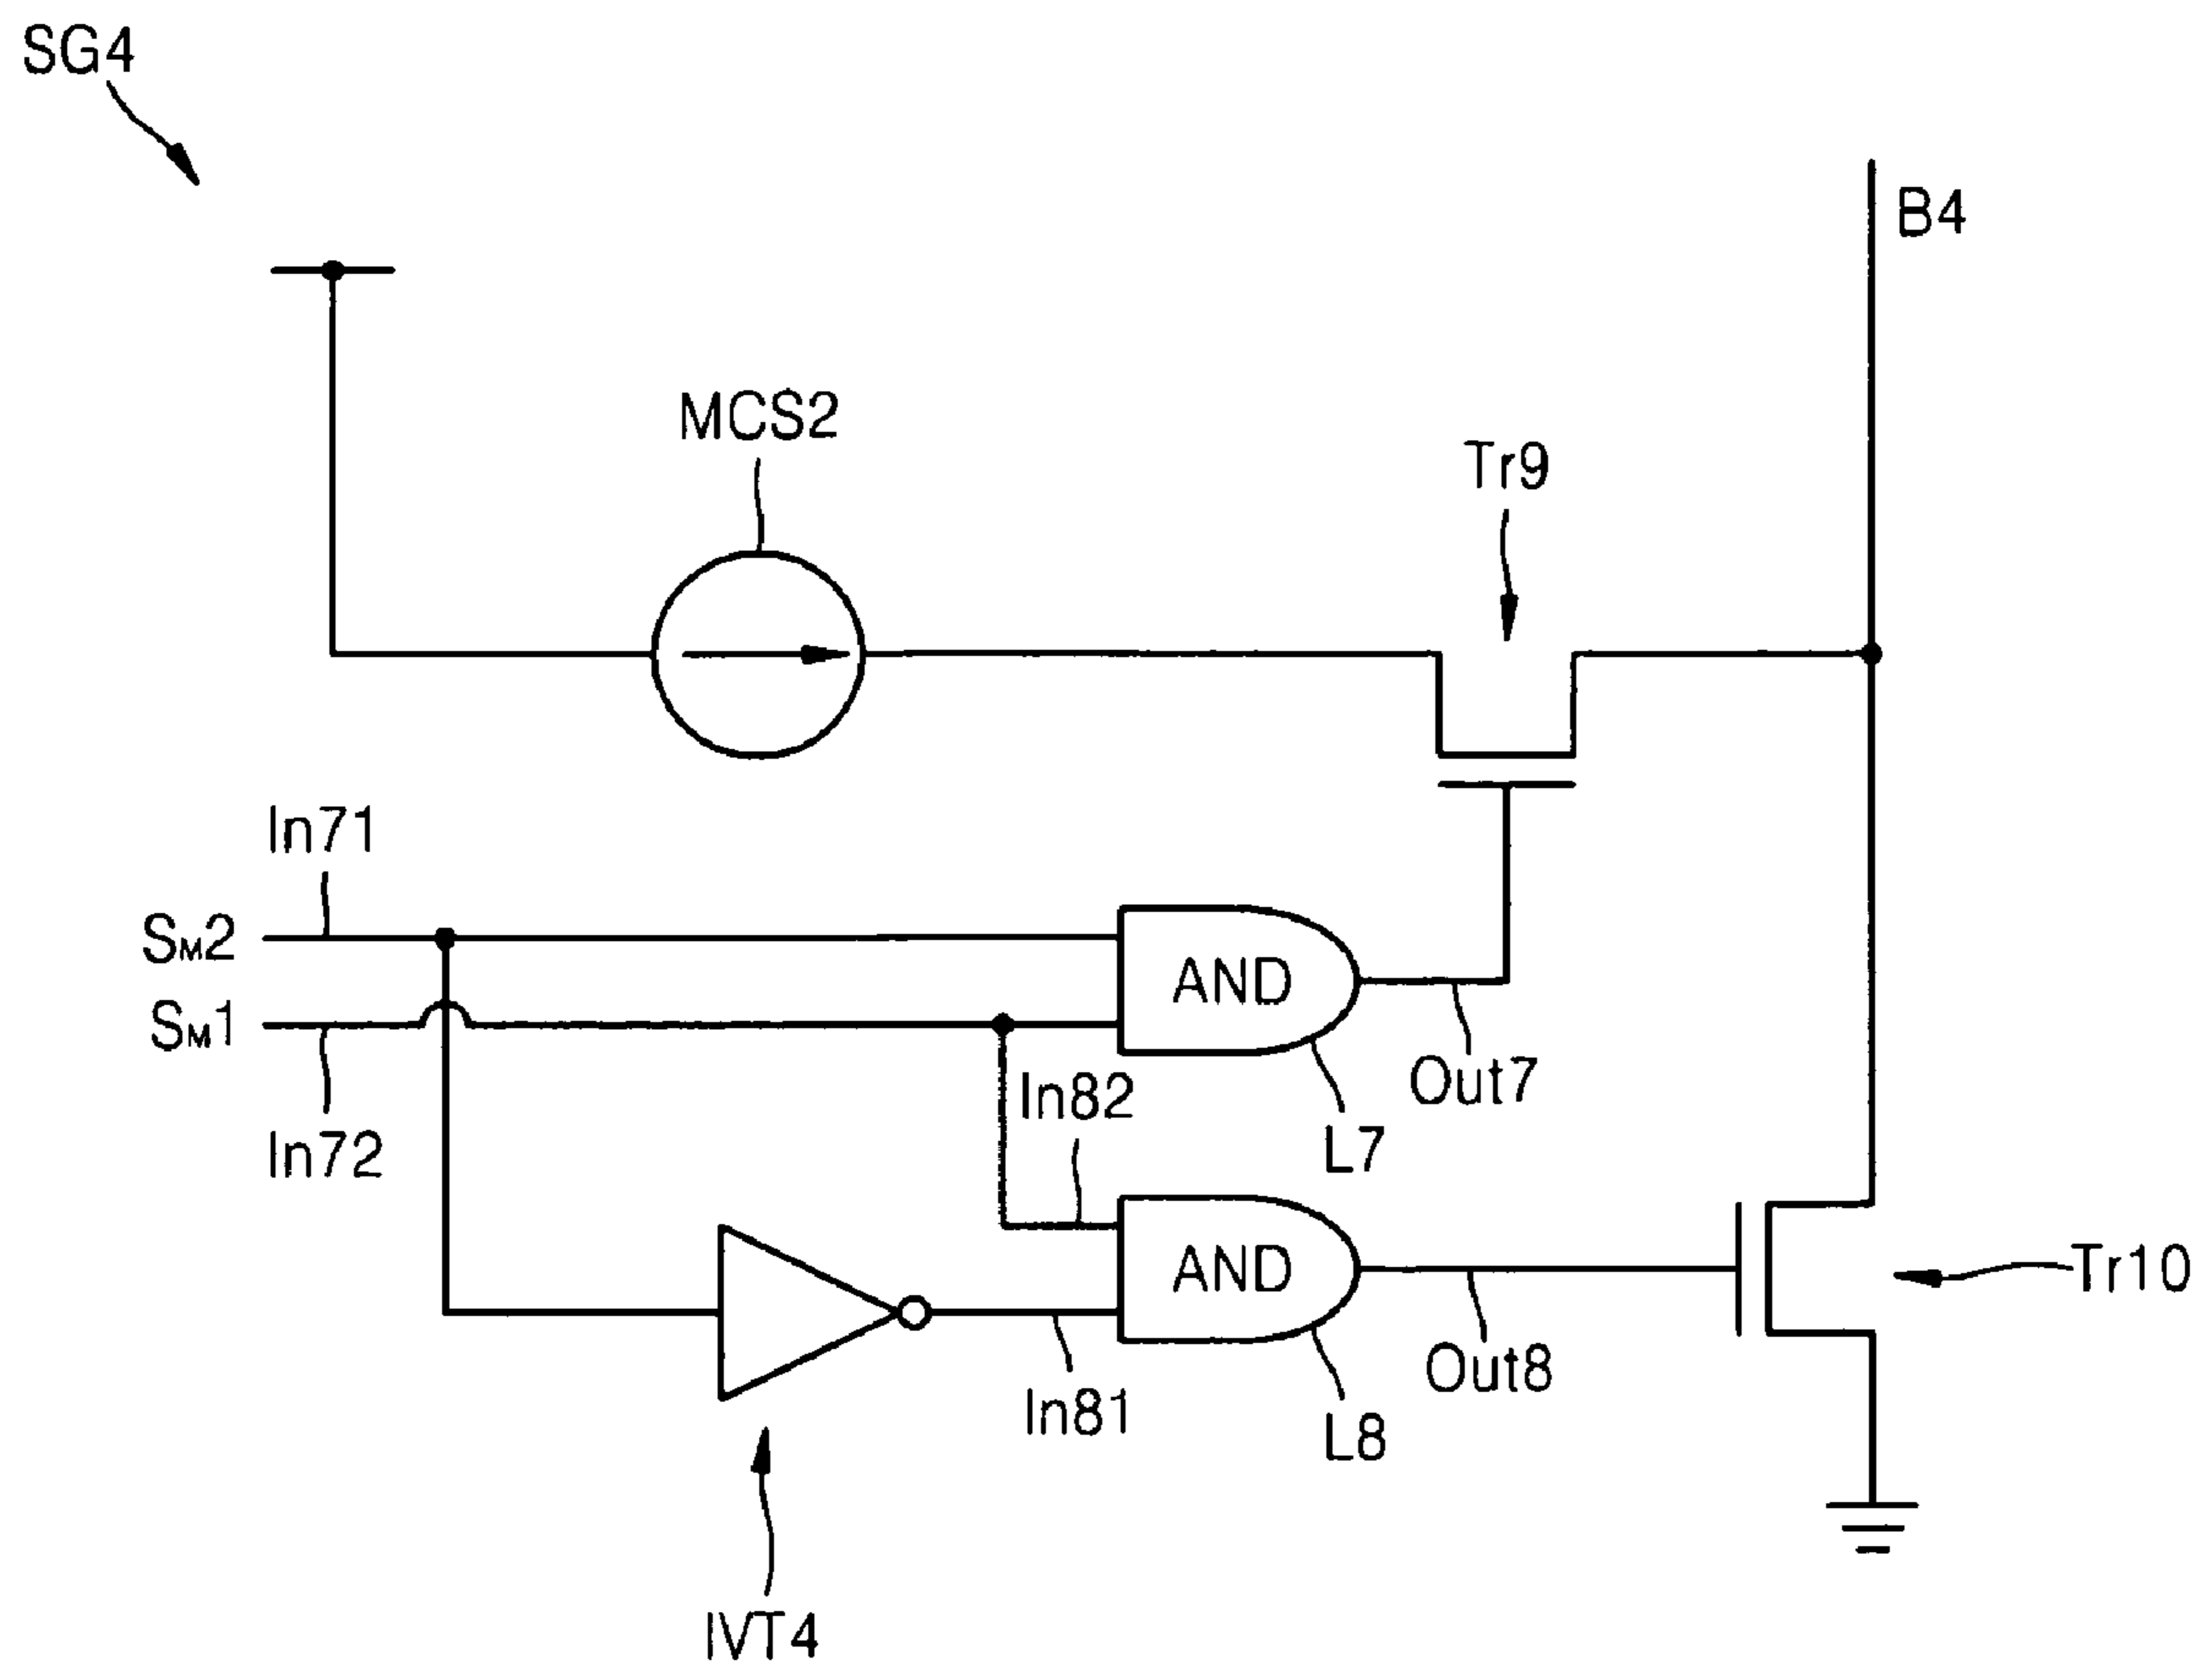 SG4
B4
MCS2
Tr9
In71
SM2
AND
SM1
Out7
In82
In72
L7
AND
Tr10
Out8
In81
L8
IVT4